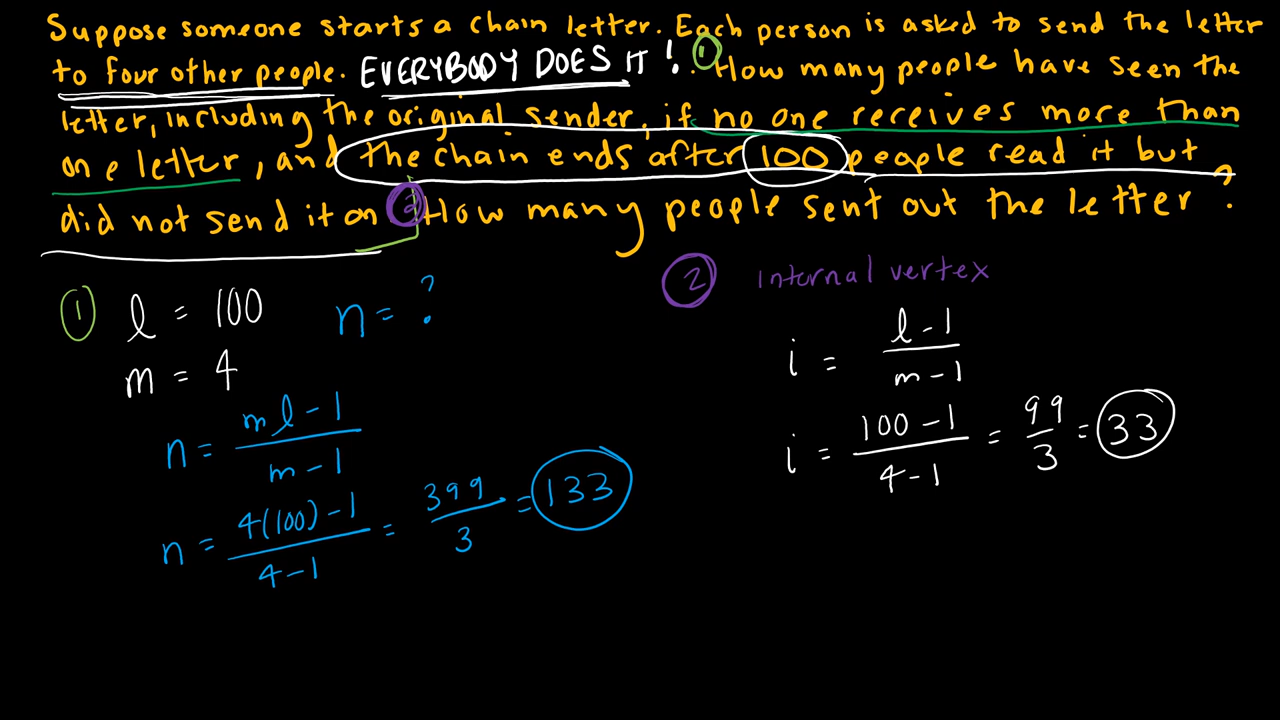 Suppose someone starts a chain letter. Each person is asked to send the letter
to four other people. EVERYBODY DOES IT! ① How many people have seen the
letter, including the original sender, if no one receives more than
one letter, and the chain ends after 100 people read it but
did not send it on ② How many people sent out the letter?
① l = 100 n = ?
m = 4
n = (ml - 1)/(m - 1)
n = (4(100) - 1)/(4 - 1) = 399/3 = 133
② internal vertex
i = (l - 1)/(m - 1)
i = (100 - 1)/(4 - 1) = 99/3 = 33